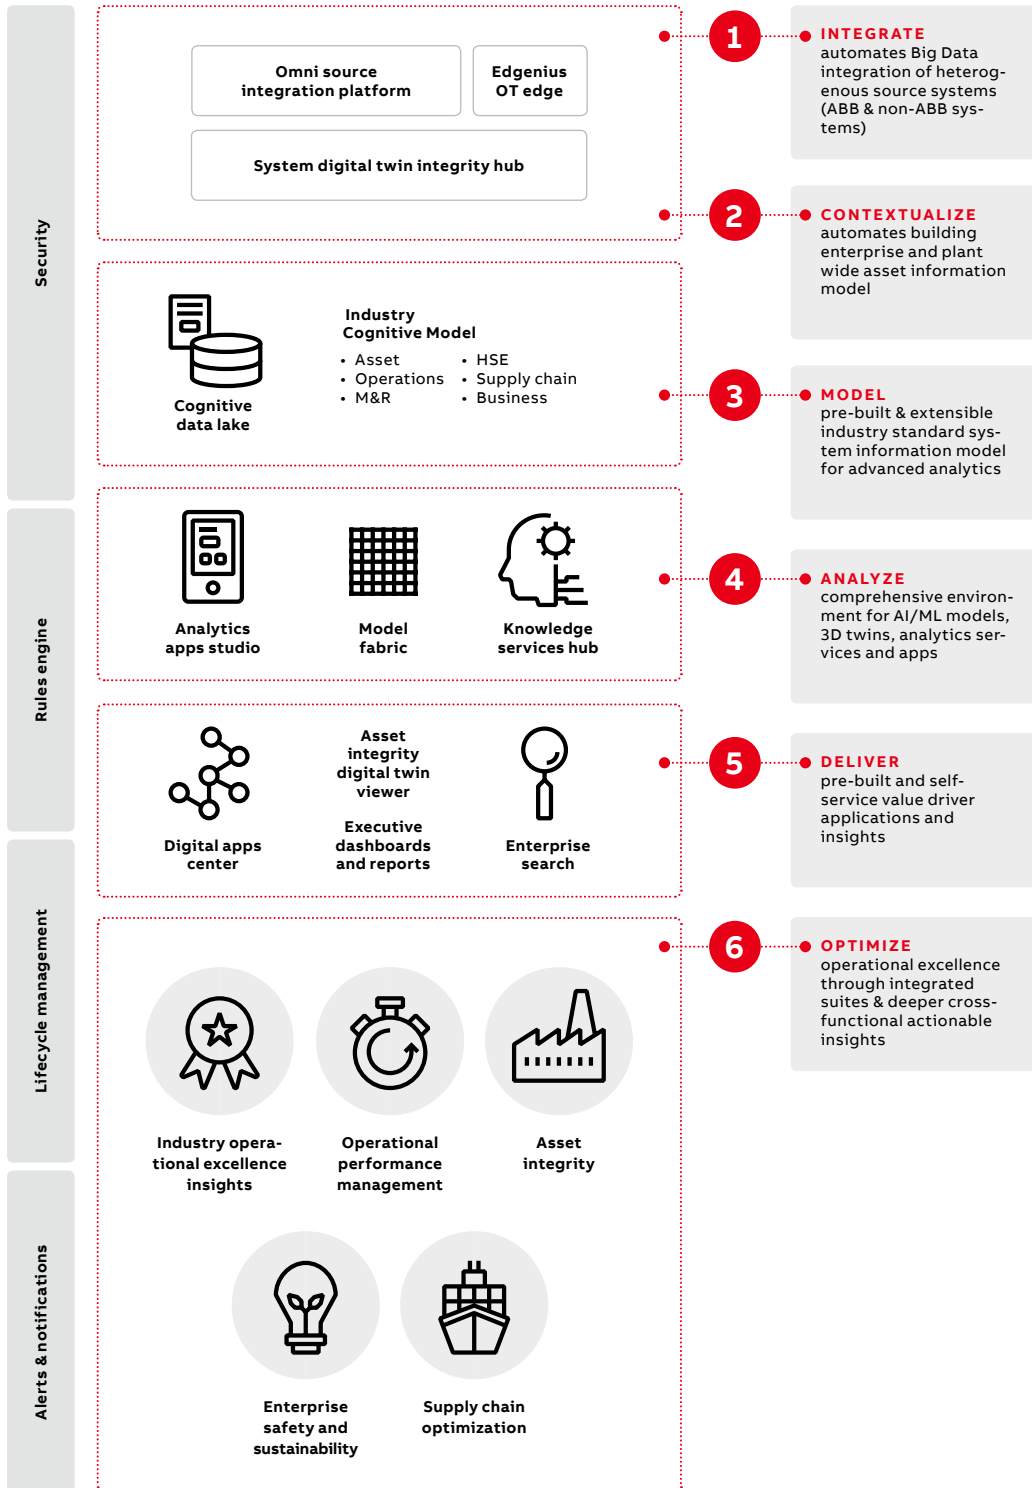 Security
Rules engine
Lifecycle management
Alerts & notifications
Omni source
integration platform
Edgenius
OT edge
System digital twin integrity hub
1
INTEGRATE
automates Big Data
integration of heterog-
enous source systems
(ABB & non-ABB sys-
tems)
2
CONTEXTUALIZE
automates building
enterprise and plant
wide asset information
model
Cognitive
data lake
Industry
Cognitive Model
• Asset
• Operations
• M&R
• HSE
• Supply chain
• Business
3
MODEL
pre-built & extensible
industry standard sys-
tem information model
for advanced analytics
Analytics
apps studio
Model
fabric
Knowledge
services hub
4
ANALYZE
comprehensive environ-
ment for AI/ML models,
3D twins, analytics ser-
vices and apps
Digital apps
center
Asset
integrity
digital twin
viewer
Executive
dashboards
and reports
Enterprise
search
5
DELIVER
pre-built and self-
service value driver
applications and
insights
6
OPTIMIZE
operational excellence
through integrated
suites & deeper cross-
functional actionable
insights
Industry opera-
tional excellence
insights
Operational
performance
management
Asset
integrity
Enterprise
safety and
sustainability
Supply chain
optimization